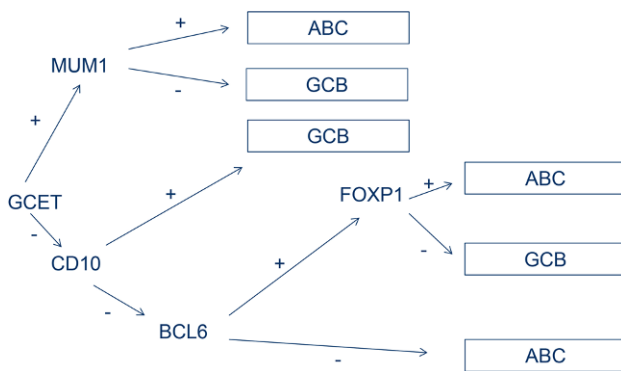 +
ABC
MUM1
-
GCB
+
GCB
+
FOXP1
+
ABC
GCET
-
-
GCB
CD10
+
-
BCL6
-
ABC